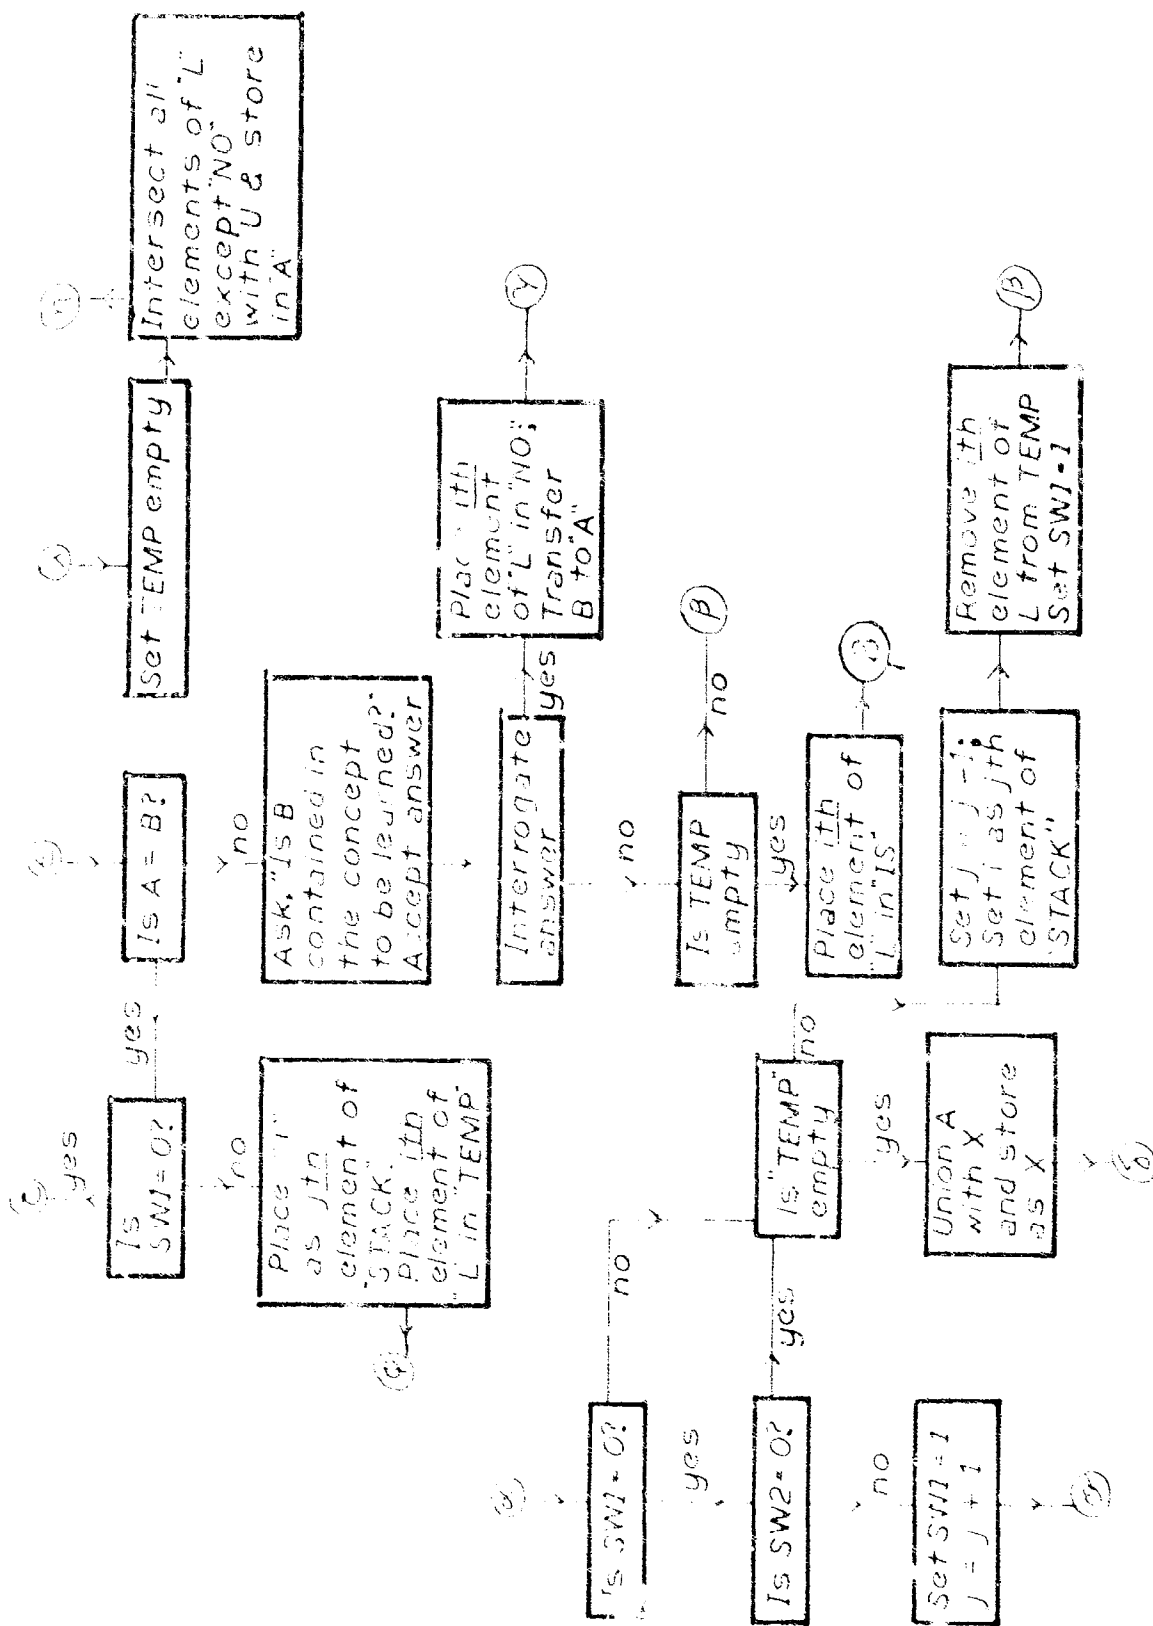 yes
Is
SW1=0?
no
Place "i"
as jth
element of
"STACK".
Place ith
element of
"L" in "TEMP"
yes
Is A = B?
no
Ask, "Is B
contained in
the concept
to be learned?"
Accept answer
Interrogate
answer
yes
Place ith
element
of "L" in "NO";
Transfer
B to "A"
γ
no
Is TEMP
empty
no
β
yes
Place ith
element of
"L" in "IS"
Set TEMP empty
Intersect all
elements of "L"
except "NO"
with U & store
in "A"
Is SW1=0?
no
yes
Is SW2=0?
yes
no
Set SW1=1
j = j + 1
Is "TEMP"
empty
no
yes
Union A
with X
and store
as X
δ
Set j = j-1;
Set i as jth
element of
"STACK"
Remove ith
element of
L from TEMP
Set SW1=1
β